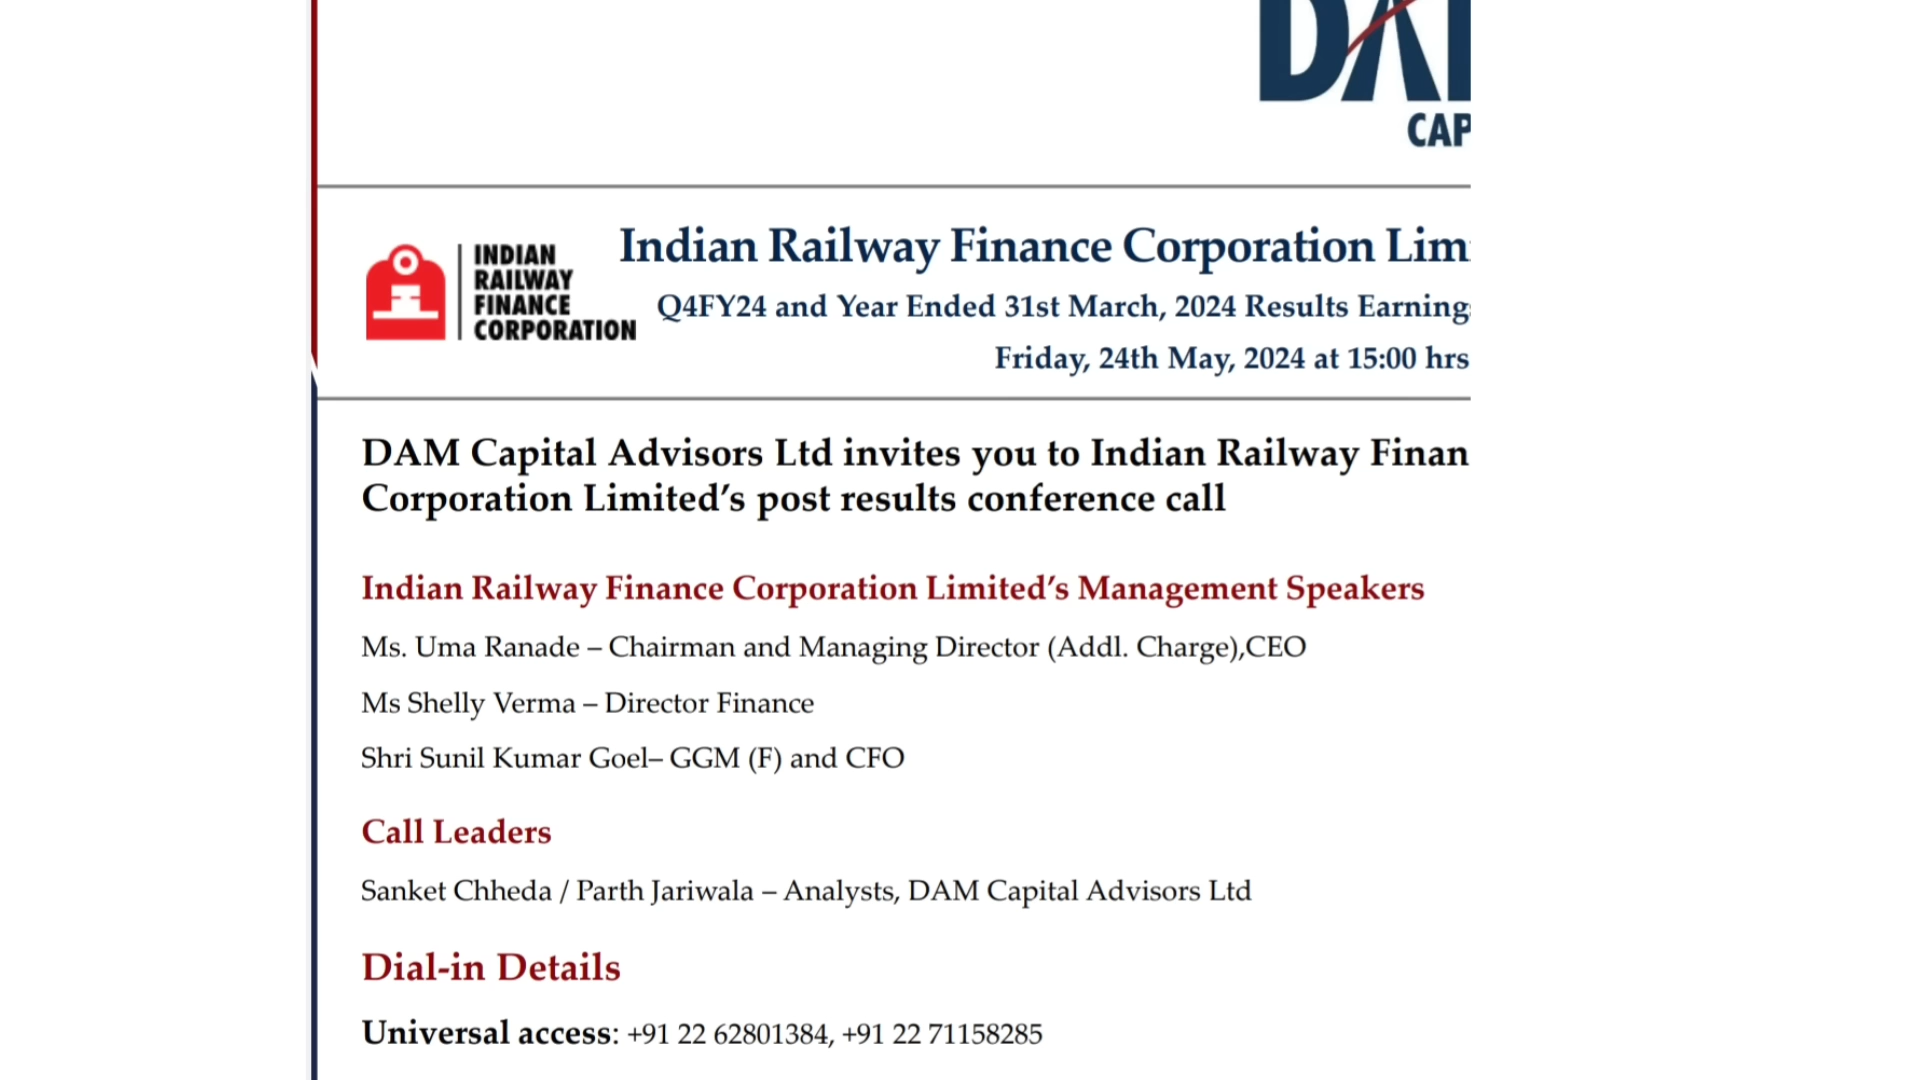 DA
CAP
INDIAN
RAILWAY
FINANCE
CORPORATION
Indian Railway Finance Corporation Lim
Q4FY24 and Year Ended 31st March, 2024 Results Earning
Friday, 24th May, 2024 at 15:00 hrs
DAM Capital Advisors Ltd invites you to Indian Railway Finan
Corporation Limited’s post results conference call
Indian Railway Finance Corporation Limited’s Management Speakers
Ms. Uma Ranade – Chairman and Managing Director (Addl. Charge),CEO
Ms Shelly Verma – Director Finance
Shri Sunil Kumar Goel– GGM (F) and CFO
Call Leaders
Sanket Chheda / Parth Jariwala – Analysts, DAM Capital Advisors Ltd
Dial-in Details
Universal access: +91 22 62801384, +91 22 71158285